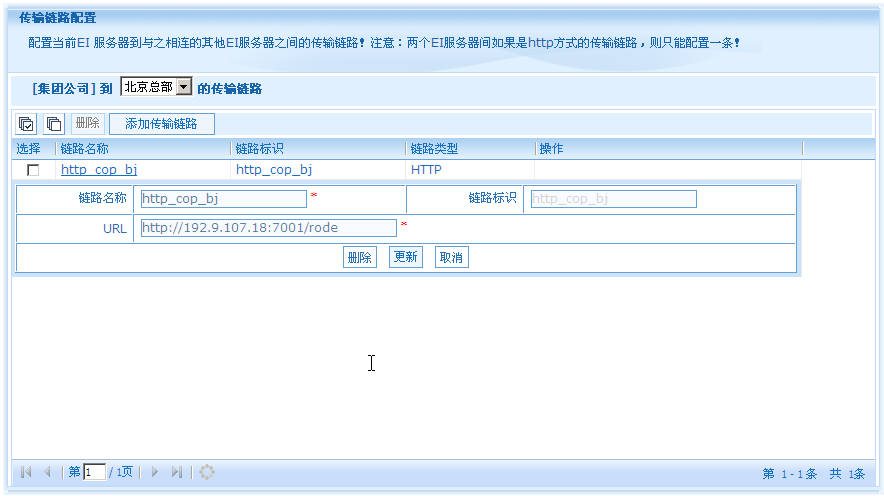 传输链路配置
配置当前EI 服务器到与之相连的其他EI服务器之间的传输链路！注意：两个EI服务器间如果是http方式的传输链路，则只能配置一条！
[集团公司] 到 北京总部 的传输链路
删除 添加传输链路
选择 链路名称 链路标识 链路类型 操作
http_cop_bj http_cop_bj HTTP
链路名称 http_cop_bj * 链路标识 http_cop_bj
URL http://192.9.107.18:7001/rode *
删除 更新 取消
第 1 / 1页 第 1 - 1 条 共 1条